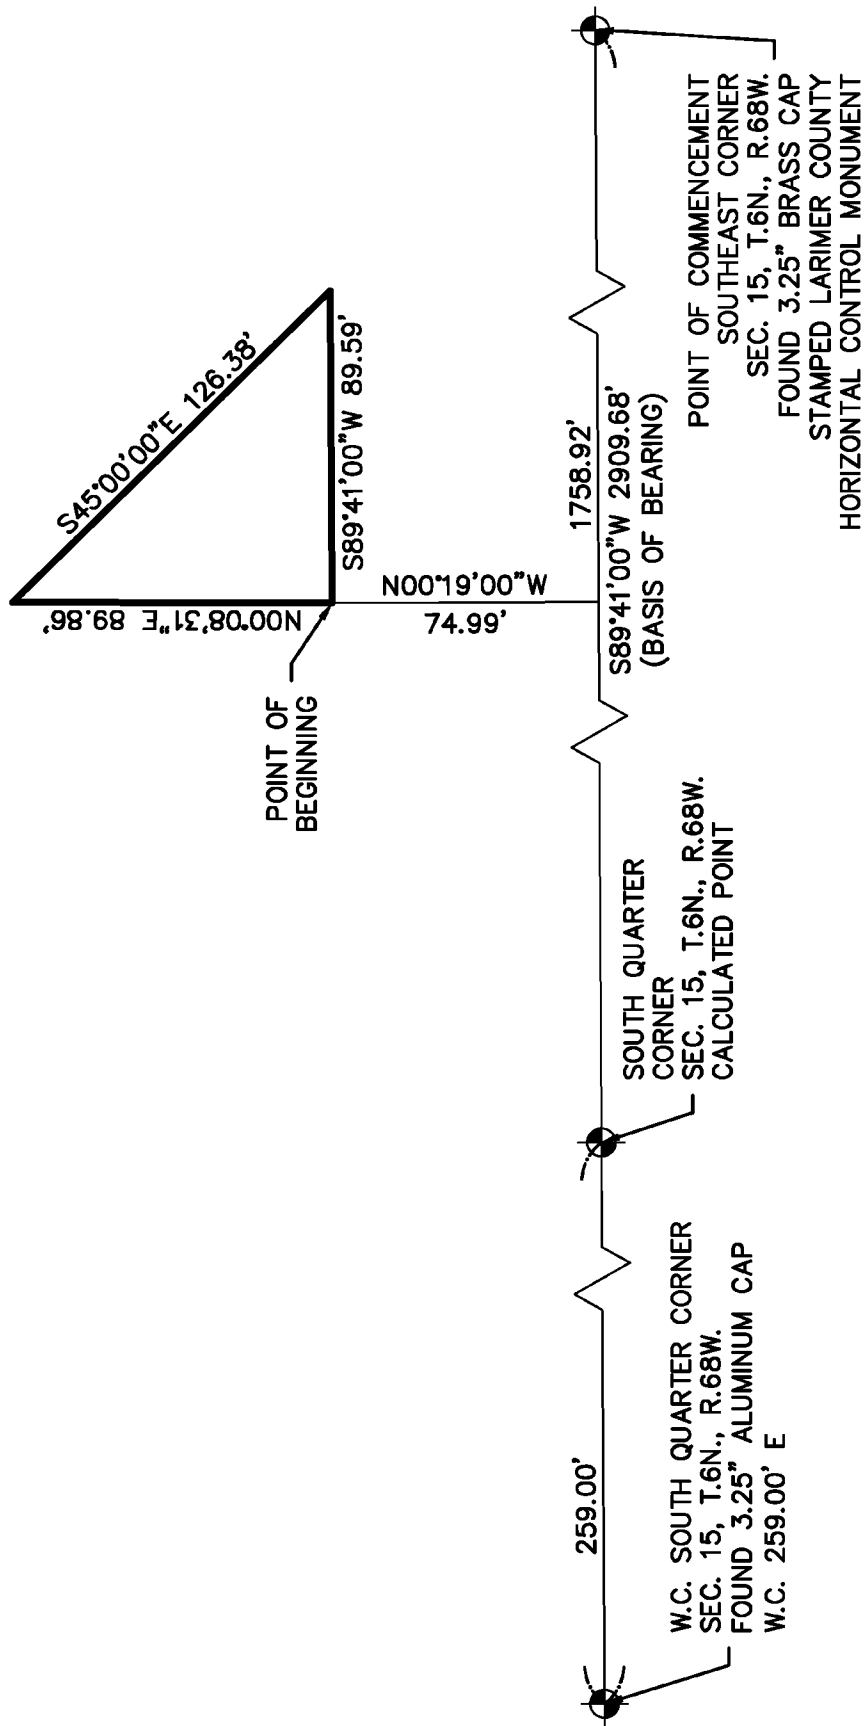 S45°00'00"E 126.38'
N00°08'31"E 89.86'
S89°41'00"W 89.59'
POINT OF
BEGINNING
N00°19'00"W
74.99'
259.00'
1758.92'
S89°41'00"W 2909.68'
(BASIS OF BEARING)
W.C. SOUTH QUARTER CORNER
SEC. 15, T.6N., R.68W.
FOUND 3.25" ALUMINUM CAP
W.C. 259.00' E
SOUTH QUARTER
CORNER
SEC. 15, T.6N., R.68W.
CALCULATED POINT
POINT OF COMMENCEMENT
SOUTHEAST CORNER
SEC. 15, T.6N., R.68W.
FOUND 3.25" BRASS CAP
STAMPED LARIMER COUNTY
HORIZONTAL CONTROL MONUMENT